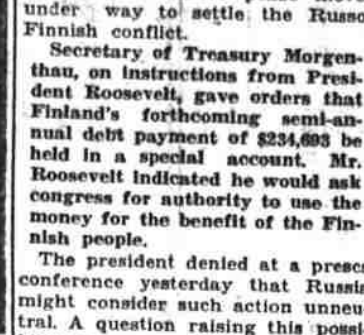 under way to settle the Russo
Finnish conflict.
Secretary of Treasury Morgen-
thau, on instructions from Presi-
dent Roosevelt, gave orders that
Finland's forthcoming semi-an-
nual debt payment of $234,693 be
held in a special account. Mr.
Roosevelt indicated he would ask
congress for authority to use the
money for the benefit of the Fin-
nish people.
The president denied at a press
conference yesterday that Russia
might consider such action unneu
tral. A question raising this